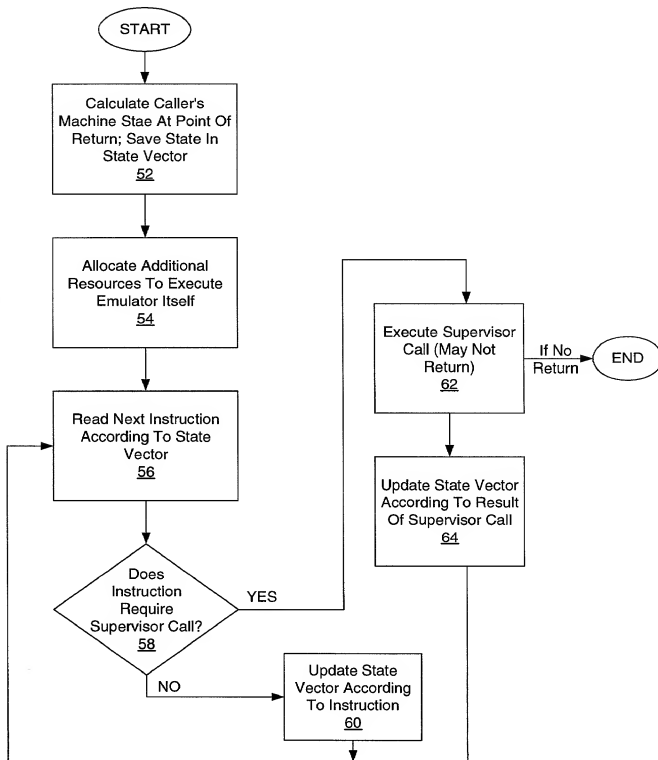 START
Calculate Caller's
Machine Stae At Point Of
Return; Save State In
State Vector
52
Allocate Additional
Resources To Execute
Emulator Itself
54
Read Next Instruction
According To State
Vector
56
Does
Instruction
Require
Supervisor Call?
58
YES
NO
Update State
Vector According
To Instruction
60
Execute Supervisor
Call (May Not
Return)
62
If No
Return
END
Update State Vector
According To Result
Of Supervisor Call
64